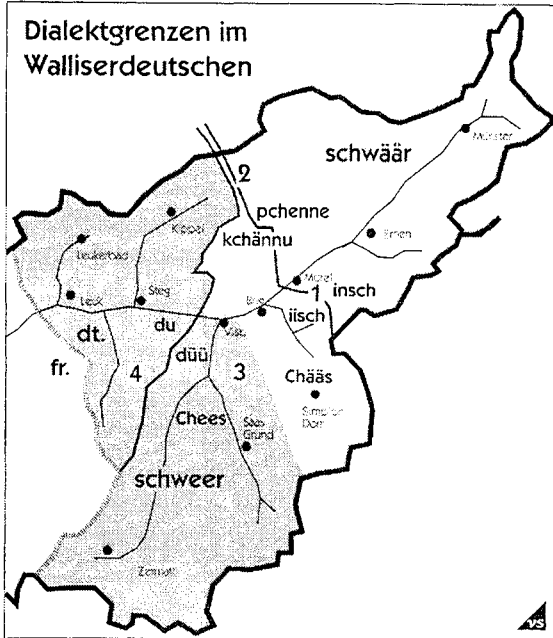 Dialektgrenzen im
Walliserdeutschen
schwäär
Münster
2
pchenne
kchännu
Kippel
Ernen
Leukerbad
Mörel
Steg
Leuk
1 insch
iisch
Brig
du
Visp
dt.
fr.
düü
4
3
Chääs
Simplon
Dorf
Chees
Saas
Grund
schweer
Zermatt
vs